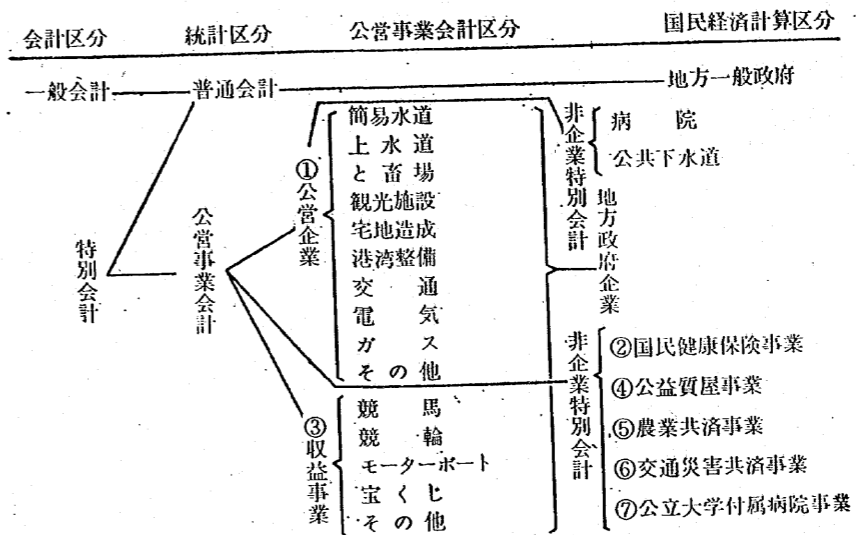 会計区分 統計区分 公営事業会計区分 国民経済計算区分
一般会計 普通会計 地方一般政府
特別会計
公営事業会計
①公営企業
簡易水道
上水道
と畜場
観光施設
宅地造成
港湾整備
交通
電気
ガス
その他
③収益事業
競馬
競輪
モーターボート
宝くじ
その他
非企業特別会計
病院
公共下水道
地方政府企業
非企業特別会計
②国民健康保険事業
④公益質屋事業
⑤農業共済事業
⑥交通災害共済事業
⑦公立大学付属病院事業